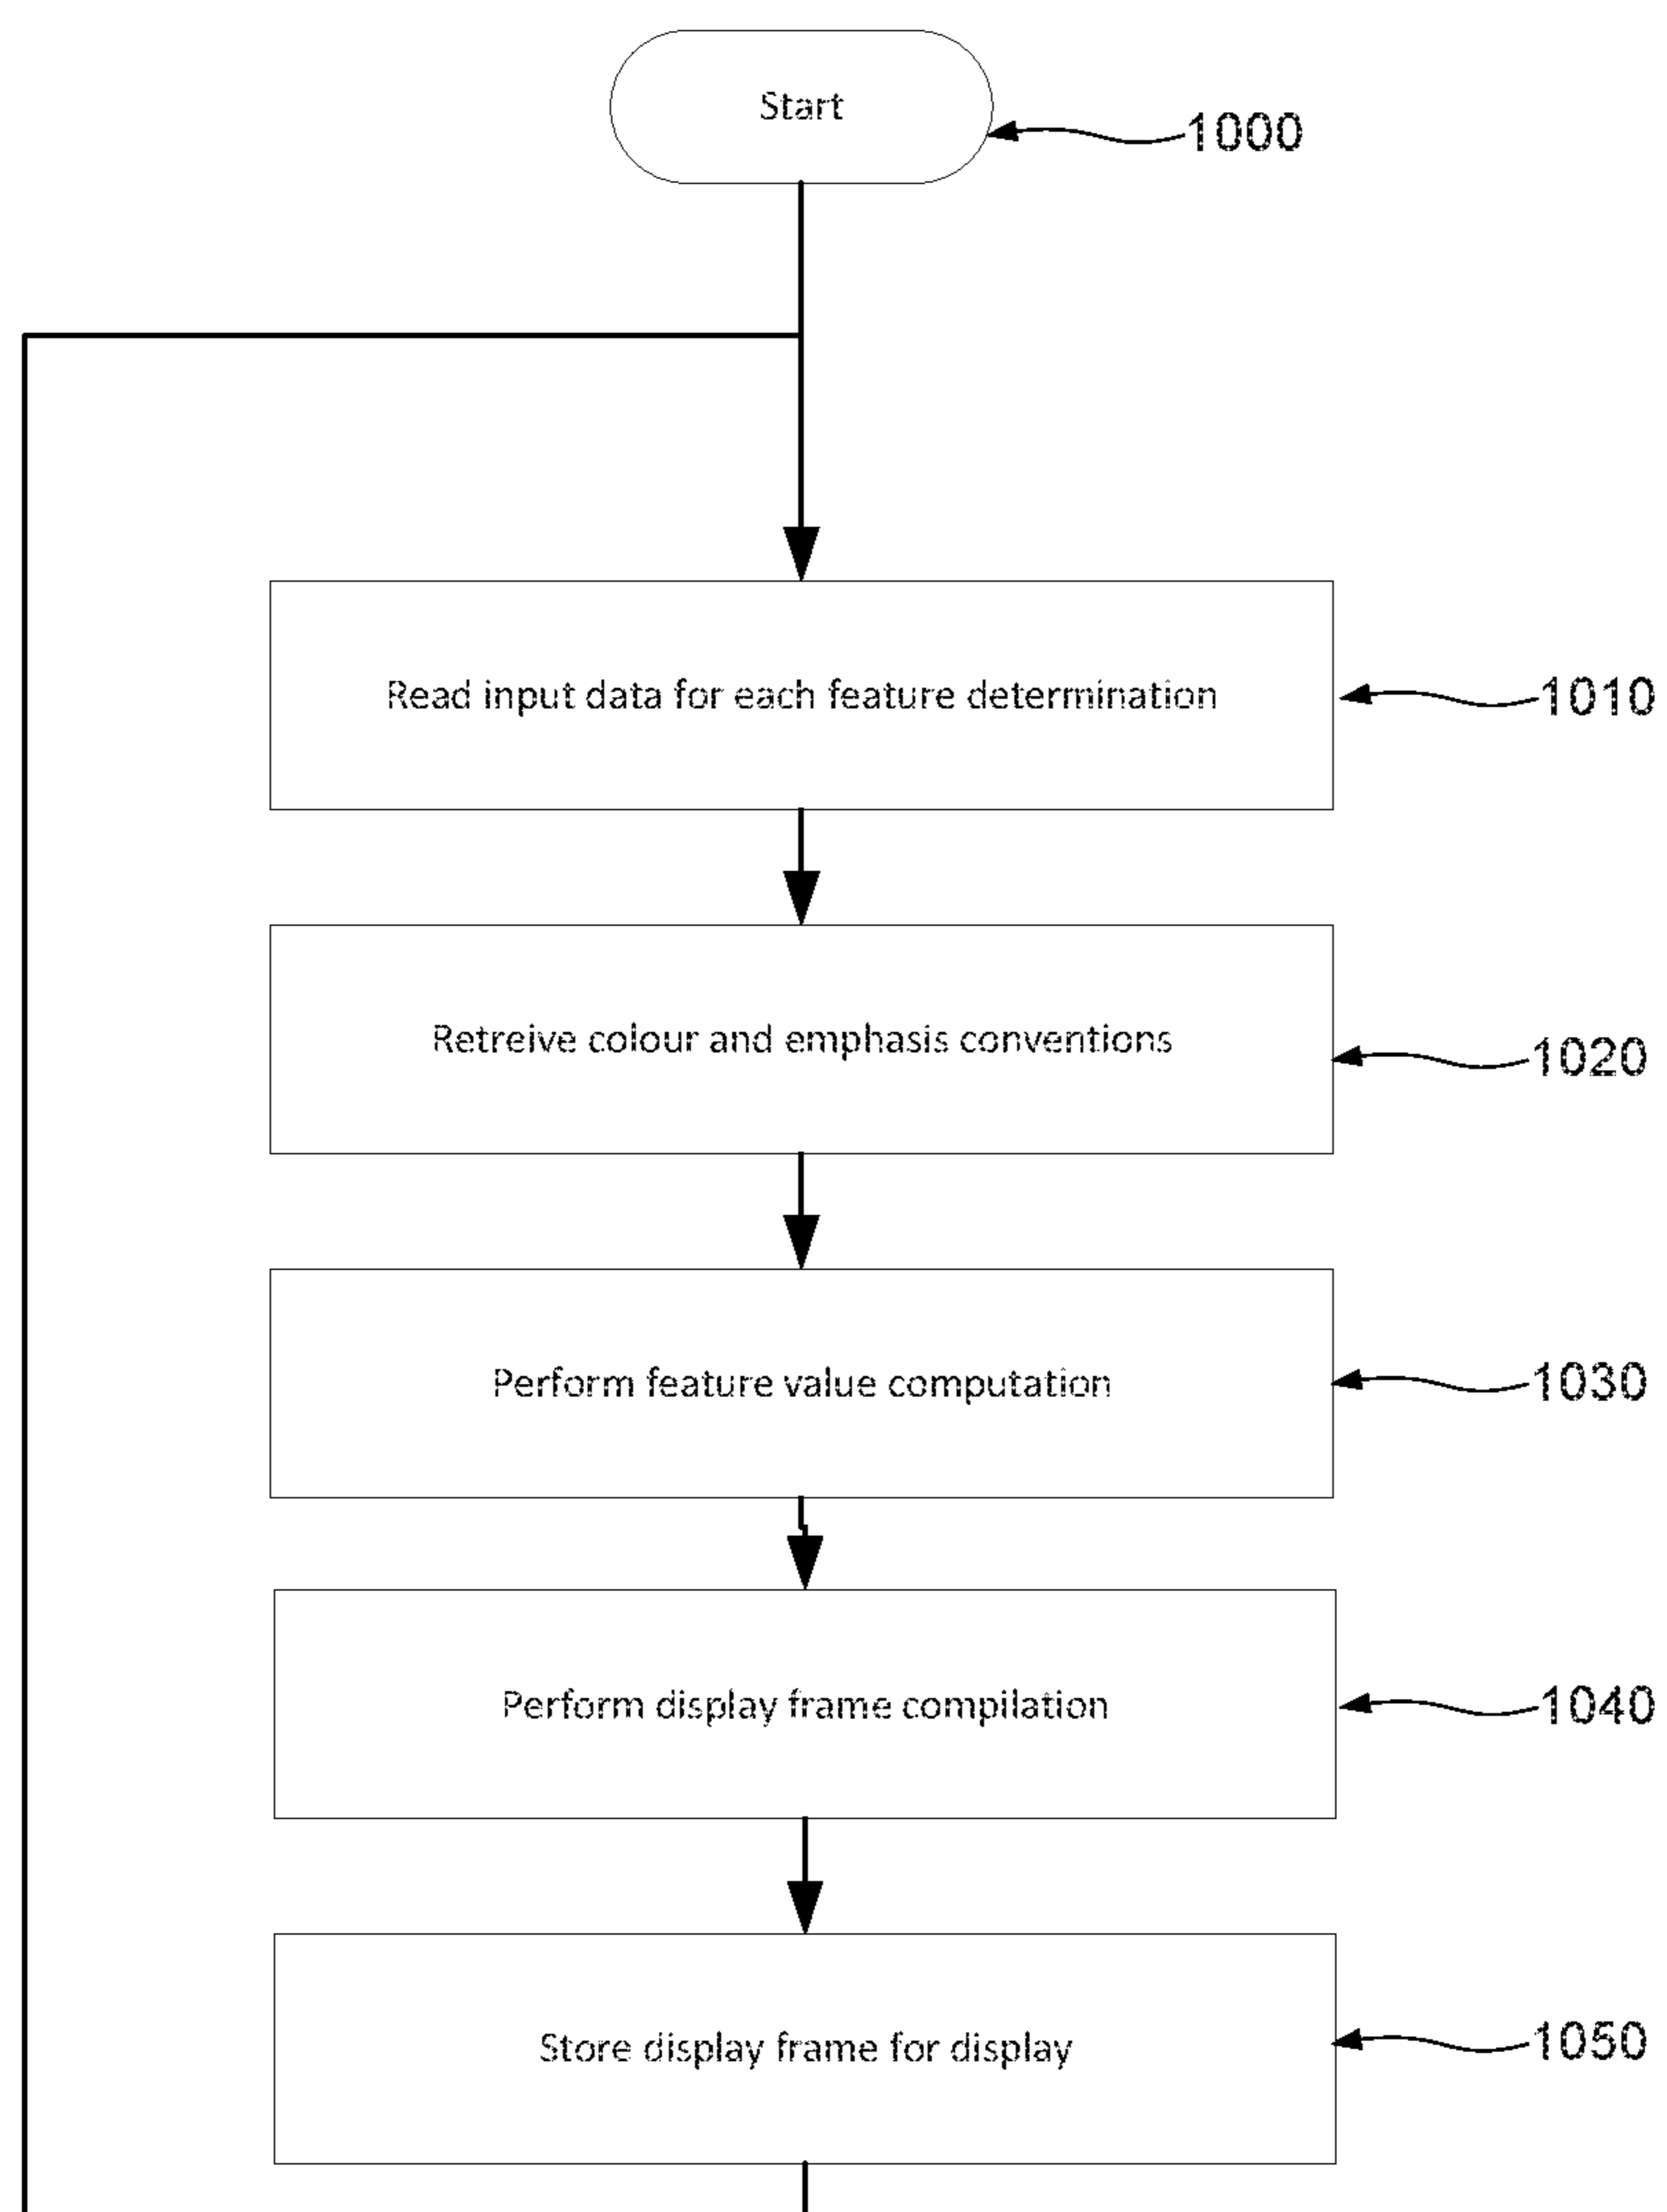 Start
1000
Read input data for each feature determination
1010
Retreive colour and emphasis conventions
1020
Perform feature value computation
1030
Perform display frame compilation
1040
Store display frame for display
1050